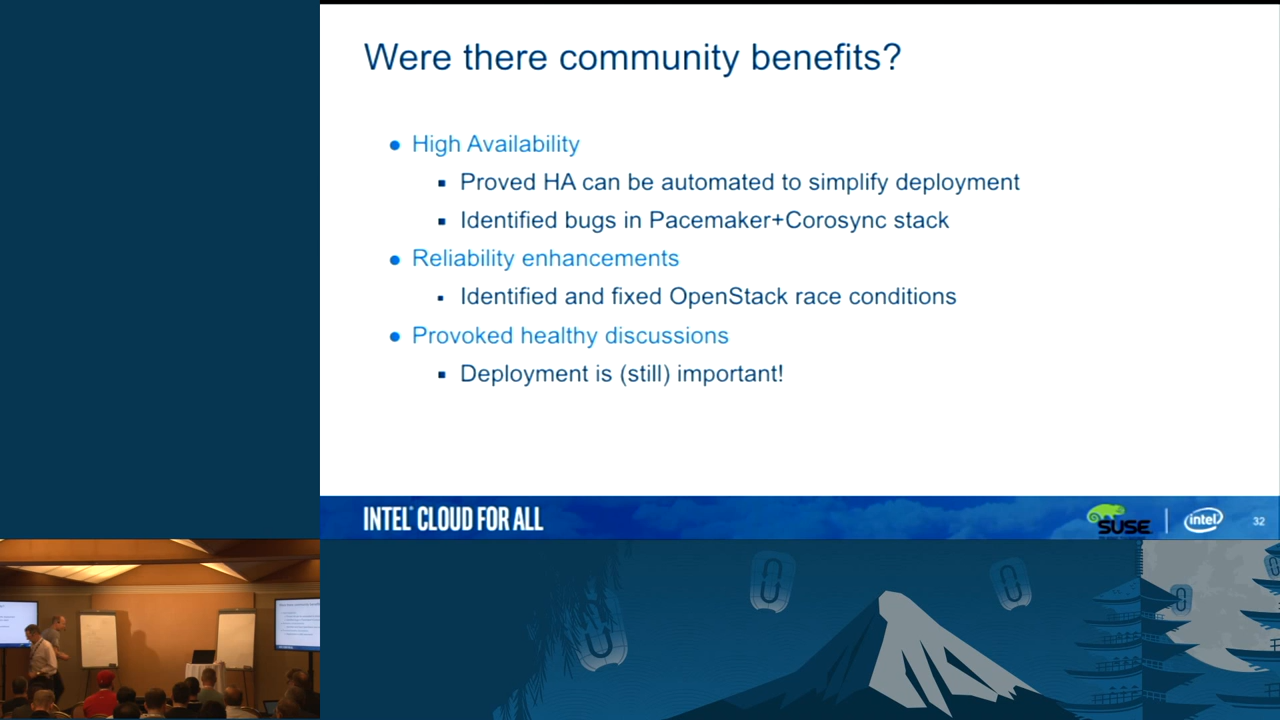 Were there community benefits?
● High Availability
▪ Proved HA can be automated to simplify deployment
▪ Identified bugs in Pacemaker+Corosync stack
● Reliability enhancements
▪ Identified and fixed OpenStack race conditions
● Provoked healthy discussions
▪ Deployment is (still) important!
INTEL® CLOUD FOR ALL
SUSE
intel
32